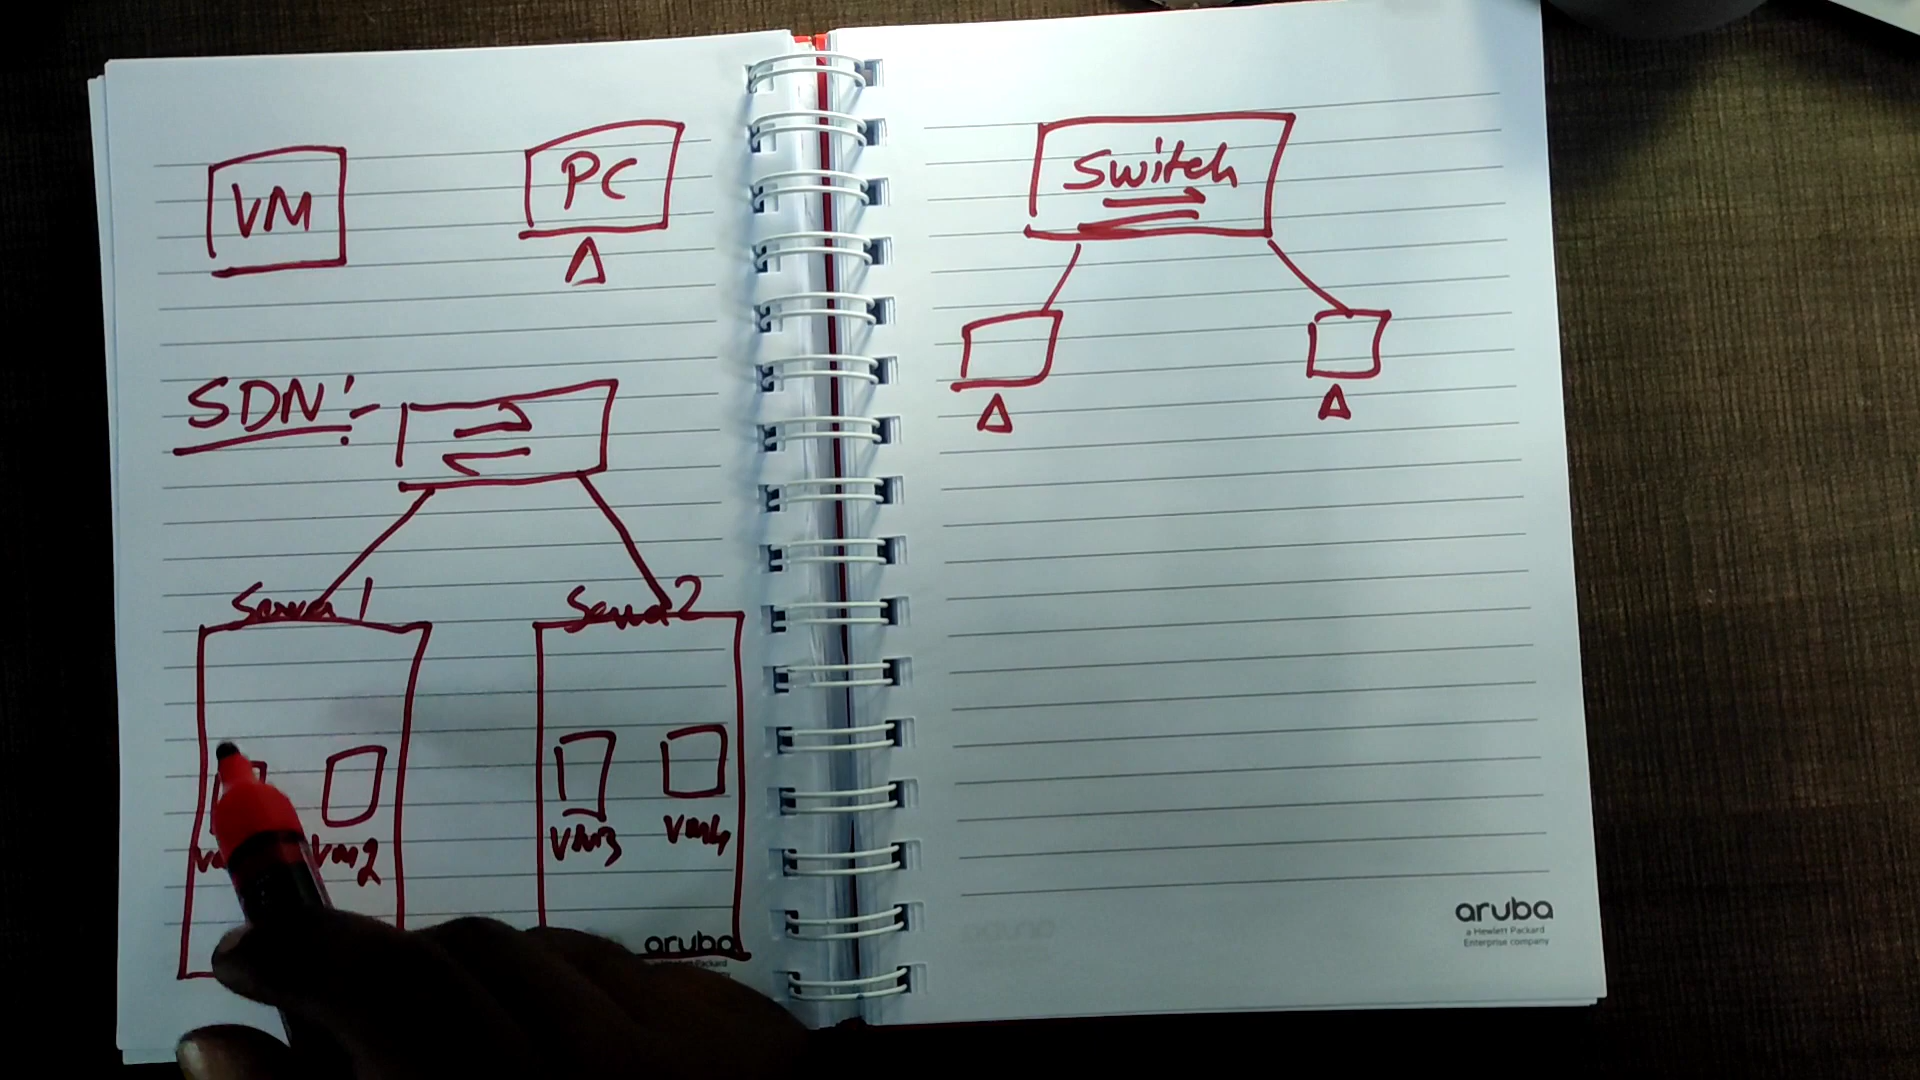 VM
PC
SDN:-
Server 1
Server 2
vm2
VM3
vm4
aruba
Switch
aruba
a Hewlett Packard
Enterprise company